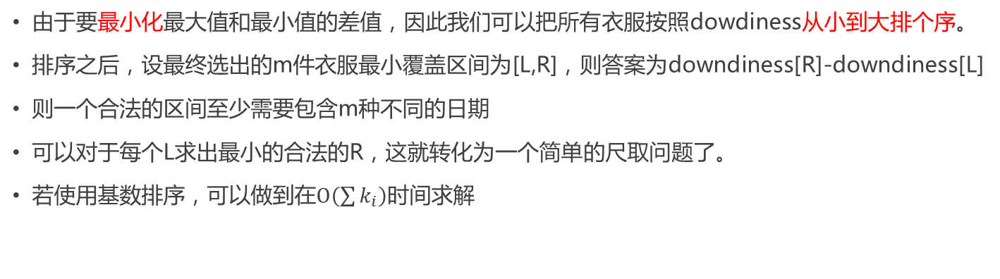 • 由于要最小化最大值和最小值的差值，因此我们可以把所有衣服按照dowdiness从小到大排个序。
• 排序之后，设最终选出的m件衣服最小覆盖区间为[L,R]，则答案为downdiness[R]-downdiness[L]
• 则一个合法的区间至少需要包含m种不同的日期
• 可以对于每个L求出最小的合法的R，这就转化为一个简单的尺取问题了。
• 若使用基数排序，可以做到在O(∑ kᵢ)时间求解